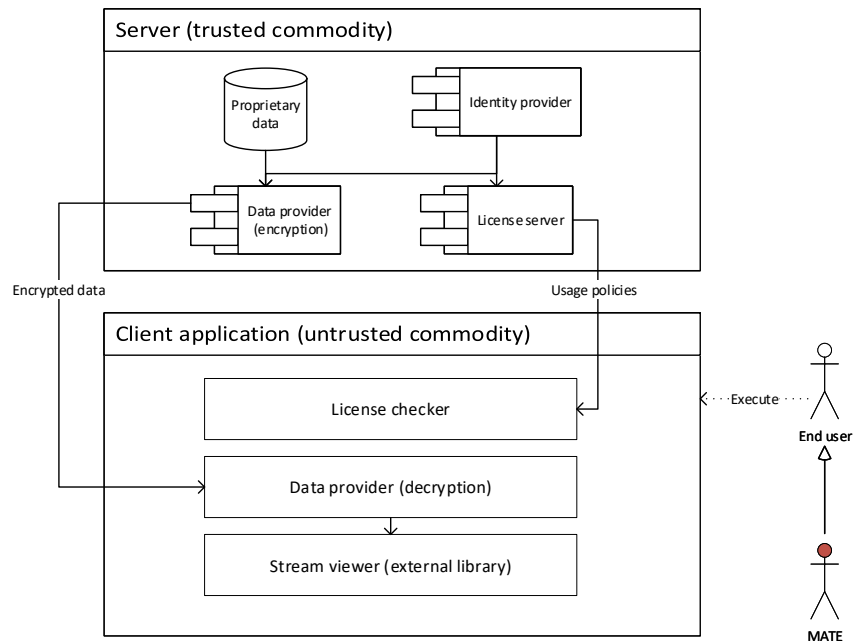 Server (trusted commodity)
Proprietary
data
Identity provider
Data provider
(encryption)
License server
Encrypted data
Usage policies
Client application (untrusted commodity)
License checker
Execute
End user
Data provider (decryption)
Stream viewer (external library)
MATE